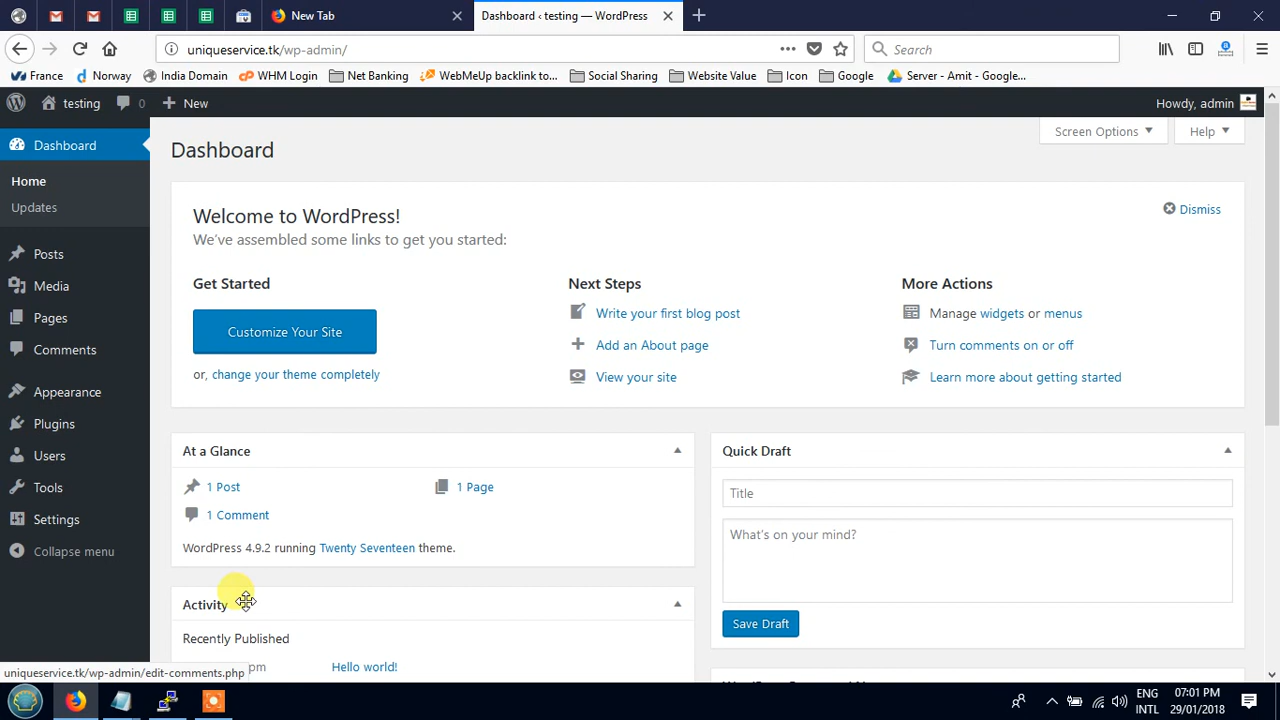 New Tab
Dashboard ‹ testing — WordPress
uniqueservice.tk/wp-admin/
Search
France
Norway
India Domain
WHM Login
Net Banking
WebMeUp backlink to...
Social Sharing
Website Value
Icon
Google
Server - Amit - Google...
testing
0
New
Howdy, admin
Dashboard
Home
Updates
Posts
Media
Pages
Comments
Appearance
Plugins
Users
Tools
Settings
Collapse menu
Screen Options
Help
Dashboard
Welcome to WordPress!
We've assembled some links to get you started:
Dismiss
Get Started
Customize Your Site
or, change your theme completely
Next Steps
Write your first blog post
Add an About page
View your site
More Actions
Manage widgets or menus
Turn comments on or off
Learn more about getting started
At a Glance
1 Post
1 Page
1 Comment
WordPress 4.9.2 running Twenty Seventeen theme.
Activity
Recently Published
pm
Hello world!
Quick Draft
Title
What's on your mind?
Save Draft
uniqueservice.tk/wp-admin/edit-comments.php
ENG
INTL
07:01 PM
29/01/2018